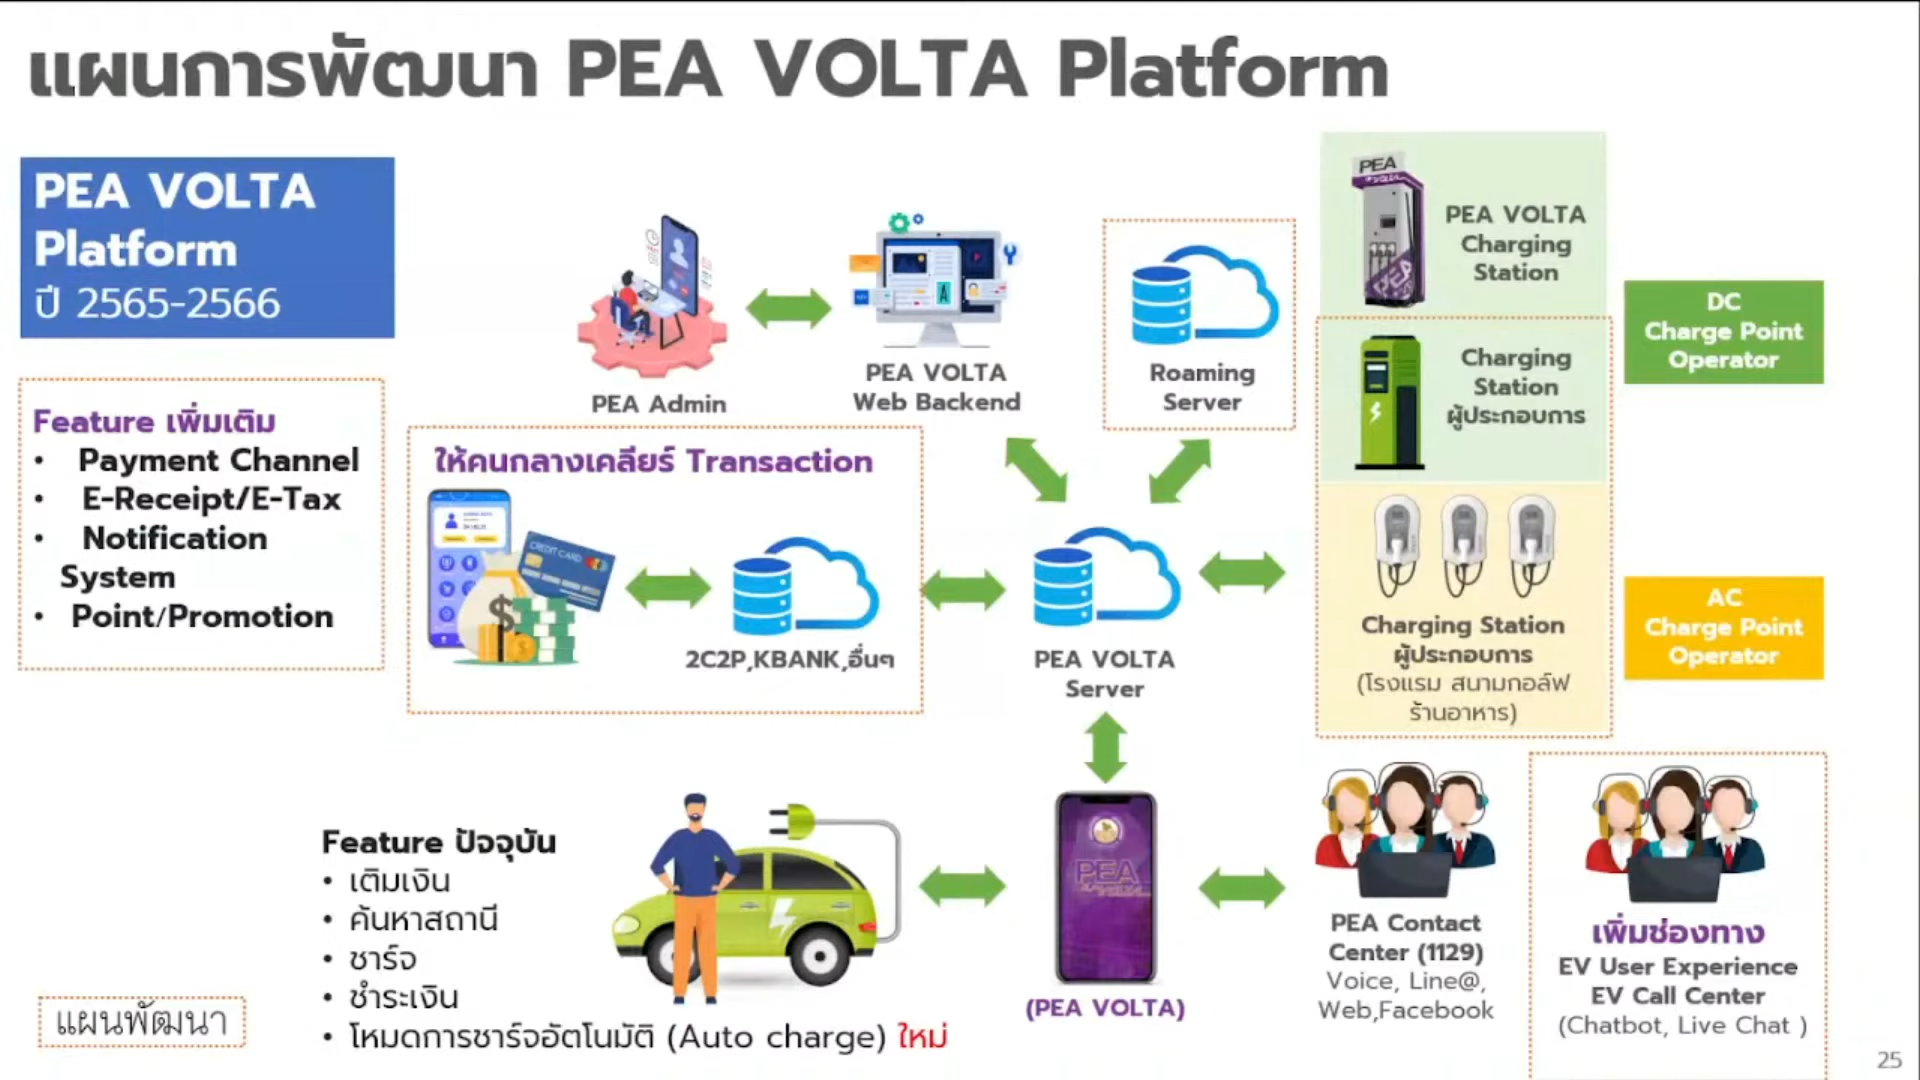 แผนการพัฒนา PEA VOLTA Platform
PEA VOLTA
Platform
ปี 2565-2566
Feature เพิ่มเติม
• Payment Channel
• E-Receipt/E-Tax
• Notification
System
• Point/Promotion
PEA Admin
PEA VOLTA
Web Backend
Roaming
Server
PEA
PEA
PEA VOLTA
Charging
Station
Charging
Station
ผู้ประกอบการ
DC
Charge Point
Operator
ให้คนกลางเคลียร์ Transaction
CREDIT CARD
2C2P,KBANK,อื่นๆ
PEA VOLTA
Server
Charging Station
ผู้ประกอบการ
(โรงแรม สนามกอล์ฟ
ร้านอาหาร)
AC
Charge Point
Operator
Feature ปัจจุบัน
• เติมเงิน
• ค้นหาสถานี
• ชาร์จ
• ชำระเงิน
• โหมดการชาร์จอัตโนมัติ (Auto charge) ใหม่
PEA
VOLTA
(PEA VOLTA)
PEA Contact
Center (1129)
Voice, Line@,
Web,Facebook
เพิ่มช่องทาง
EV User Experience
EV Call Center
(Chatbot, Live Chat )
แผนพัฒนา
25